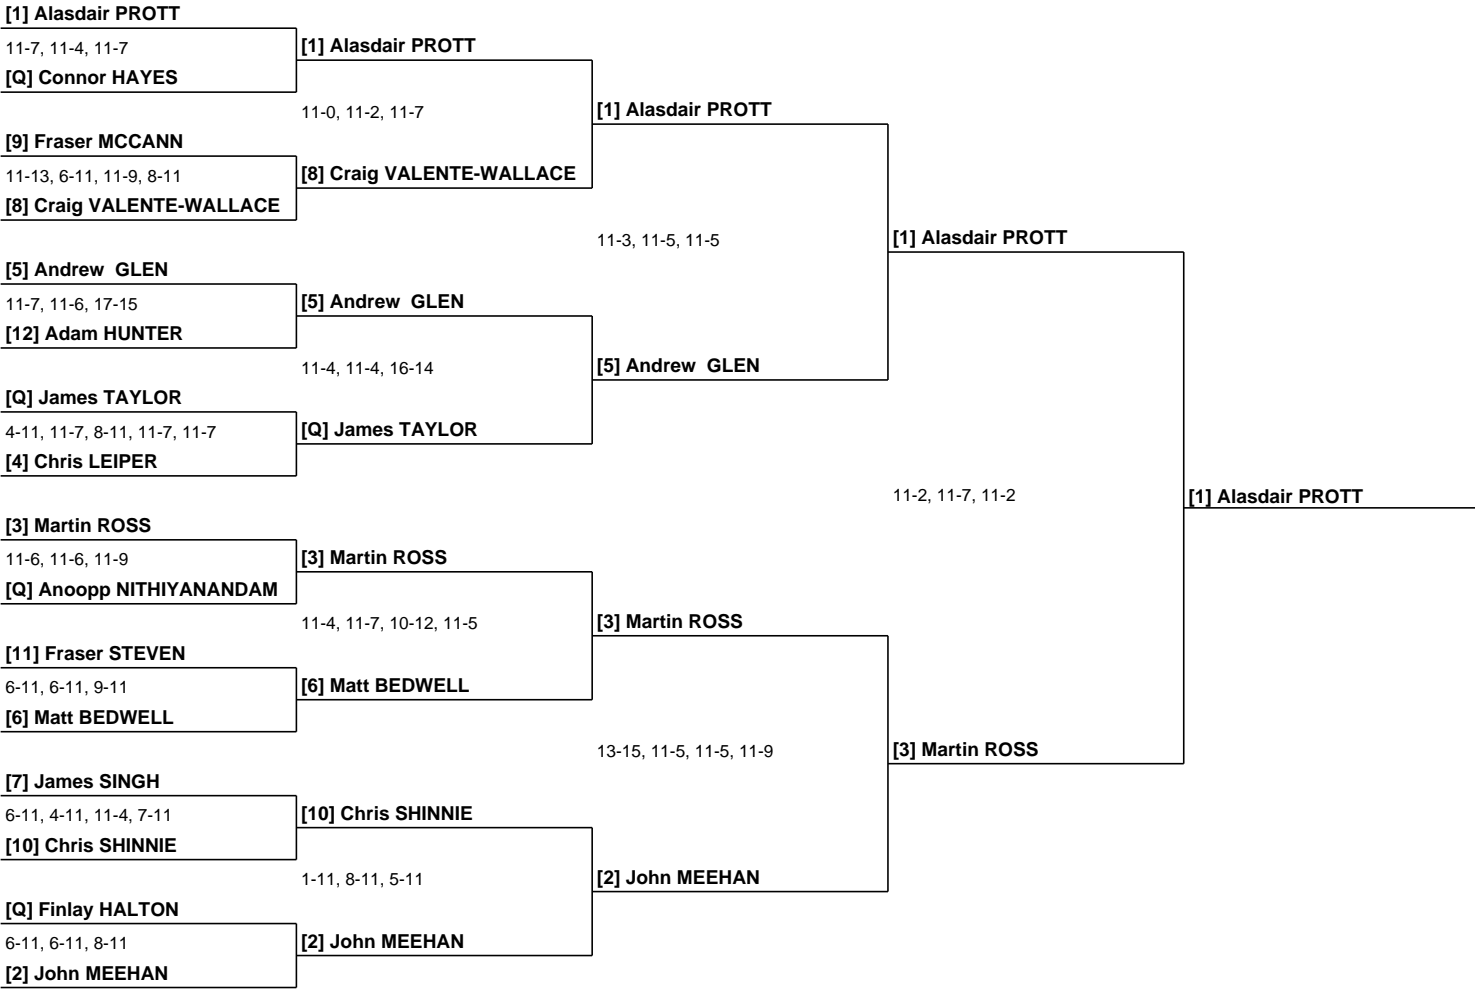 [1] Alasdair PROTT
11-7, 11-4, 11-7
[Q] Connor HAYES
[9] Fraser MCCANN
11-13, 6-11, 11-9, 8-11
[8] Craig VALENTE-WALLACE
[5] Andrew  GLEN
11-7, 11-6, 17-15
[12] Adam HUNTER
[Q] James TAYLOR
4-11, 11-7, 8-11, 11-7, 11-7
[4] Chris LEIPER
[3] Martin ROSS
11-6, 11-6, 11-9
[Q] Anoopp NITHIYANANDAM
[11] Fraser STEVEN
6-11, 6-11, 9-11
[6] Matt BEDWELL
[7] James SINGH
6-11, 4-11, 11-4, 7-11
[10] Chris SHINNIE
[Q] Finlay HALTON
6-11, 6-11, 8-11
[2] John MEEHAN
[1] Alasdair PROTT
11-0, 11-2, 11-7
[8] Craig VALENTE-WALLACE
[5] Andrew  GLEN
11-4, 11-4, 16-14
[Q] James TAYLOR
[3] Martin ROSS
11-4, 11-7, 10-12, 11-5
[6] Matt BEDWELL
[10] Chris SHINNIE
1-11, 8-11, 5-11
[2] John MEEHAN
[1] Alasdair PROTT
11-3, 11-5, 11-5
[5] Andrew  GLEN
[3] Martin ROSS
13-15, 11-5, 11-5, 11-9
[2] John MEEHAN
[1] Alasdair PROTT
11-2, 11-7, 11-2
[3] Martin ROSS
[1] Alasdair PROTT